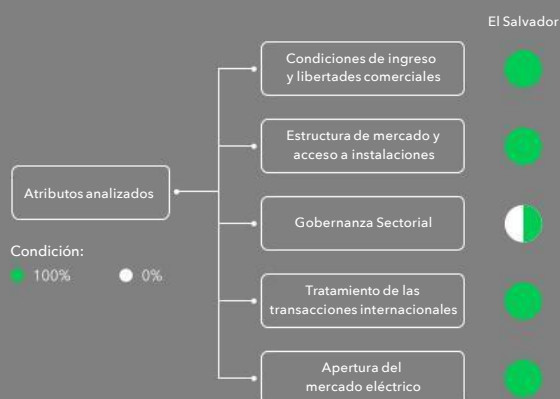 El Salvador
Condiciones de ingreso
y libertades comerciales
Estructura de mercado y
acceso a instalaciones
Atributos analizados
Gobernanza Sectorial
Condición:
100%
0%
Tratamiento de las
transacciones internacionales
Apertura del
mercado eléctrico